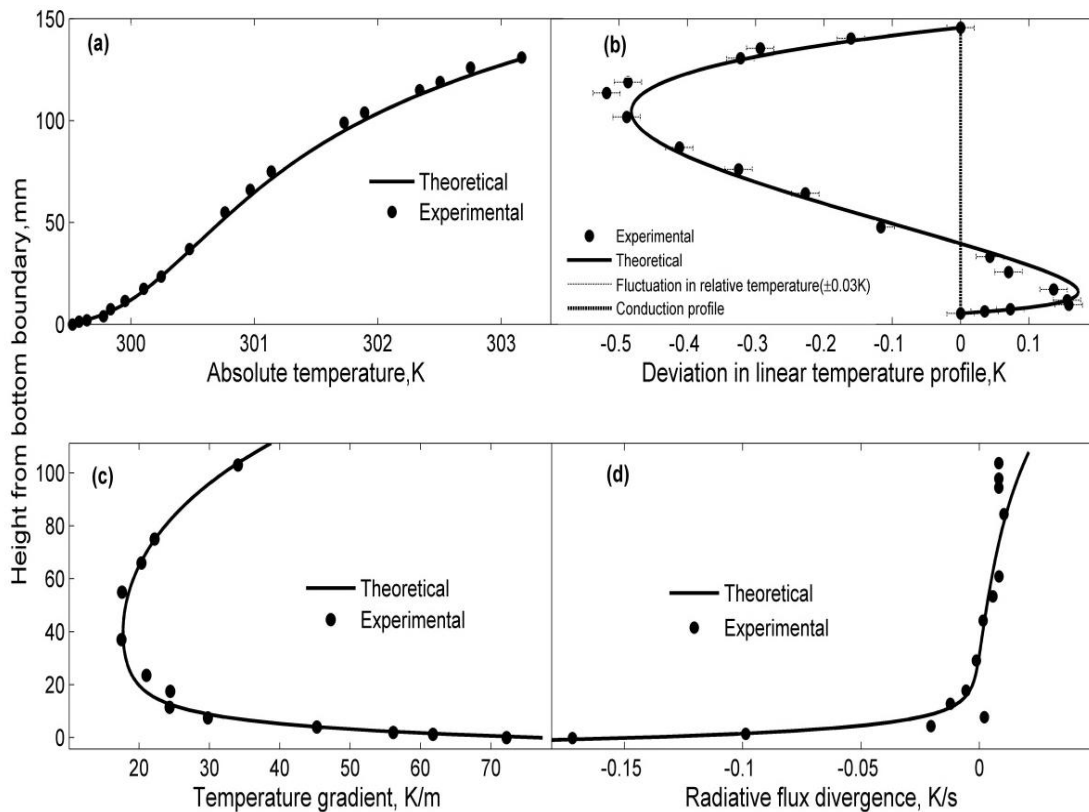 Height from bottom boundary,mm
150
100
50
0
(a)
Theoretical
Experimental
300
301
302
303
Absolute temperature,K
(b)
Experimental
Theoretical
Fluctuation in relative temperature(±0.03K)
Conduction profile
-0.5
-0.4
-0.3
-0.2
-0.1
0
0.1
Deviation in linear temperature profile,K
100
80
60
40
20
0
(c)
Theoretical
Experimental
20
30
40
50
60
70
Temperature gradient, K/m
(d)
Theoretical
Experimental
-0.15
-0.1
-0.05
0
Radiative flux divergence, K/s